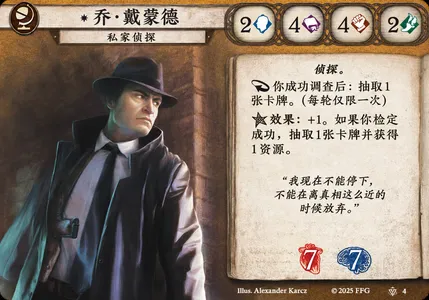 乔·戴蒙德
私家侦探
2 4 4 2
侦探。
你成功调查后：抽取1
张卡牌。（每轮仅限一次）
效果：+1。如果你检定
成功，抽取1张卡牌并获得
1资源。
“我现在不能停下，
不能在离真相这么近的
时候放弃。”
7 7
Illus. Alexander Karcz © 2025 FFG 4